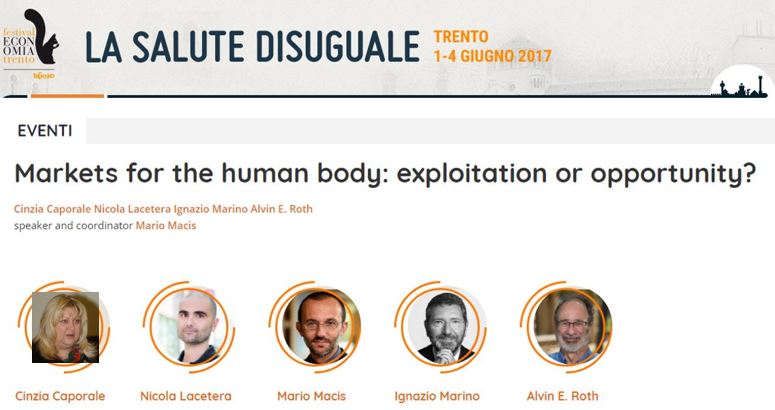 festival
ECON
OMIA
trento
LA SALUTE DISUGUALE
TRENTO
1-4 GIUGNO 2017
EVENTI
Markets for the human body: exploitation or opportunity?
Cinzia Caporale Nicola Lacetera Ignazio Marino Alvin E. Roth
speaker and coordinator Mario Macis
Cinzia Caporale
Nicola Lacetera
Mario Macis
Ignazio Marino
Alvin E. Roth